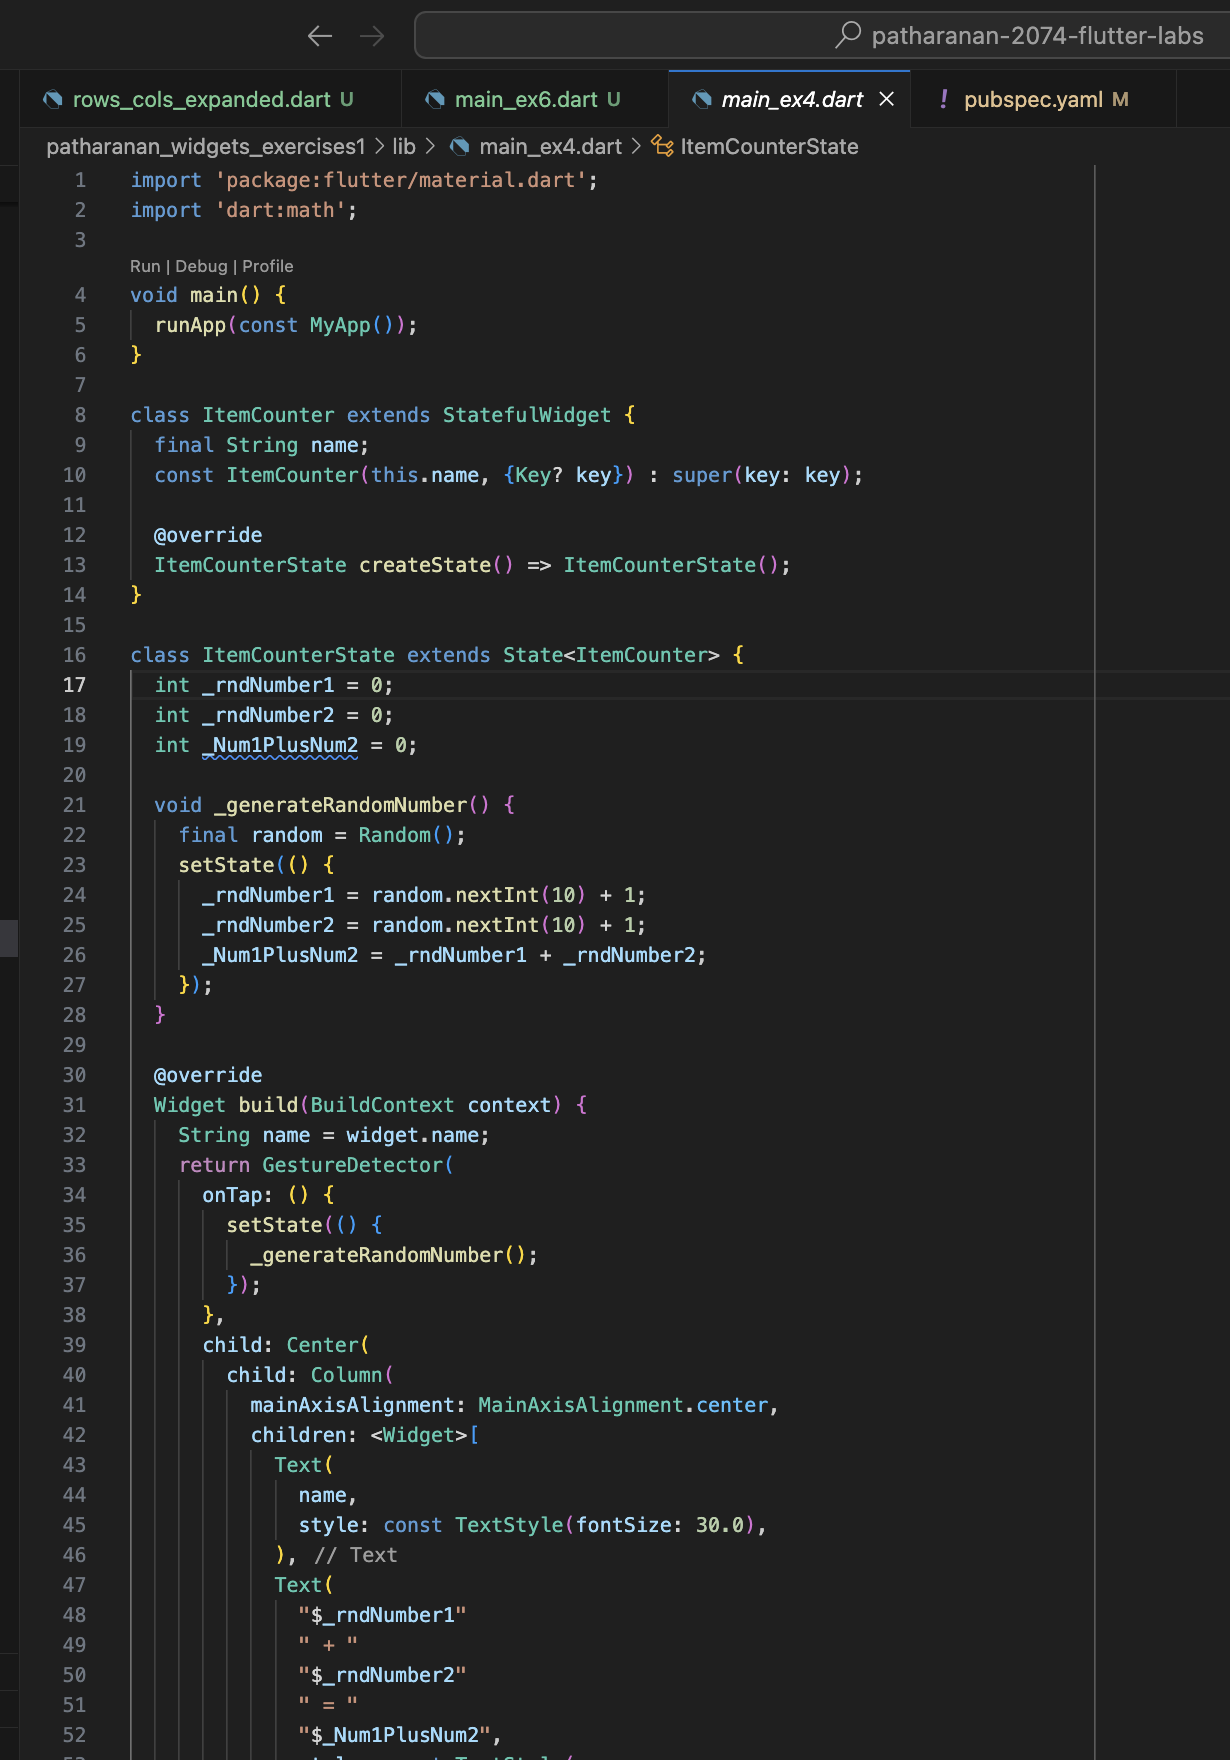 patharanan-2074-flutter-labs
rows_cols_expanded.dart U
main_ex6.dart U
main_ex4.dart
! pubspec.yaml M
patharanan_widgets_exercises1 > lib > main_ex4.dart > ItemCounterState
1 import 'package:flutter/material.dart';
2 import 'dart:math';
3
Run | Debug | Profile
4 void main() {
5   runApp(const MyApp());
6 }
7
8 class ItemCounter extends StatefulWidget {
9   final String name;
10   const ItemCounter(this.name, {Key? key}) : super(key: key);
11
12   @override
13   ItemCounterState createState() => ItemCounterState();
14 }
15
16 class ItemCounterState extends State<ItemCounter> {
17   int _rndNumber1 = 0;
18   int _rndNumber2 = 0;
19   int _Num1PlusNum2 = 0;
20
21   void _generateRandomNumber() {
22     final random = Random();
23     setState(() {
24       _rndNumber1 = random.nextInt(10) + 1;
25       _rndNumber2 = random.nextInt(10) + 1;
26       _Num1PlusNum2 = _rndNumber1 + _rndNumber2;
27     });
28   }
29
30   @override
31   Widget build(BuildContext context) {
32     String name = widget.name;
33     return GestureDetector(
34       onTap: () {
35         setState(() {
36           _generateRandomNumber();
37         });
38       },
39       child: Center(
40         child: Column(
41           mainAxisAlignment: MainAxisAlignment.center,
42           children: <Widget>[
43             Text(
44               name,
45               style: const TextStyle(fontSize: 30.0),
46             ), // Text
47             Text(
48               "$_rndNumber1"
49               " + "
50               "$_rndNumber2"
51               " = "
52               "$_Num1PlusNum2",